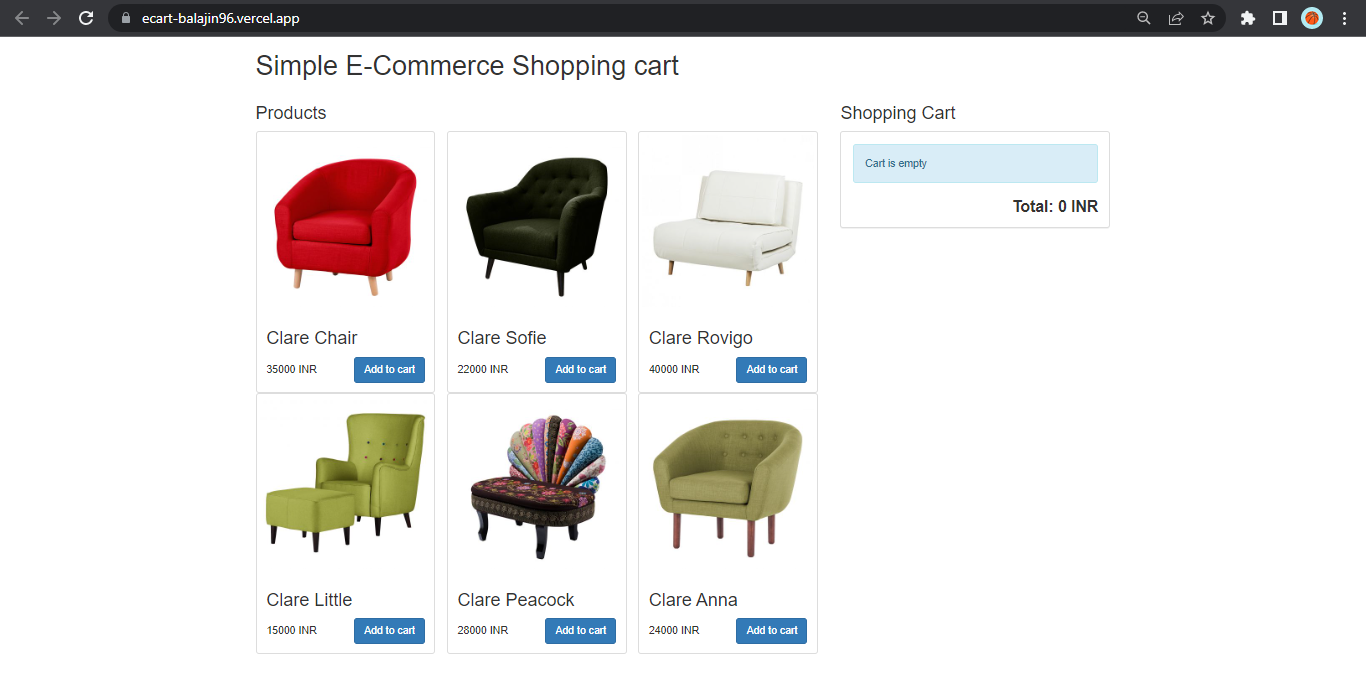 ecart-balajin96.vercel.app
Simple E-Commerce Shopping cart
Products
Clare Chair
35000 INR Add to cart
Clare Sofie
22000 INR Add to cart
Clare Rovigo
40000 INR Add to cart
Clare Little
15000 INR Add to cart
Clare Peacock
28000 INR Add to cart
Clare Anna
24000 INR Add to cart
Shopping Cart
Cart is empty
Total: 0 INR